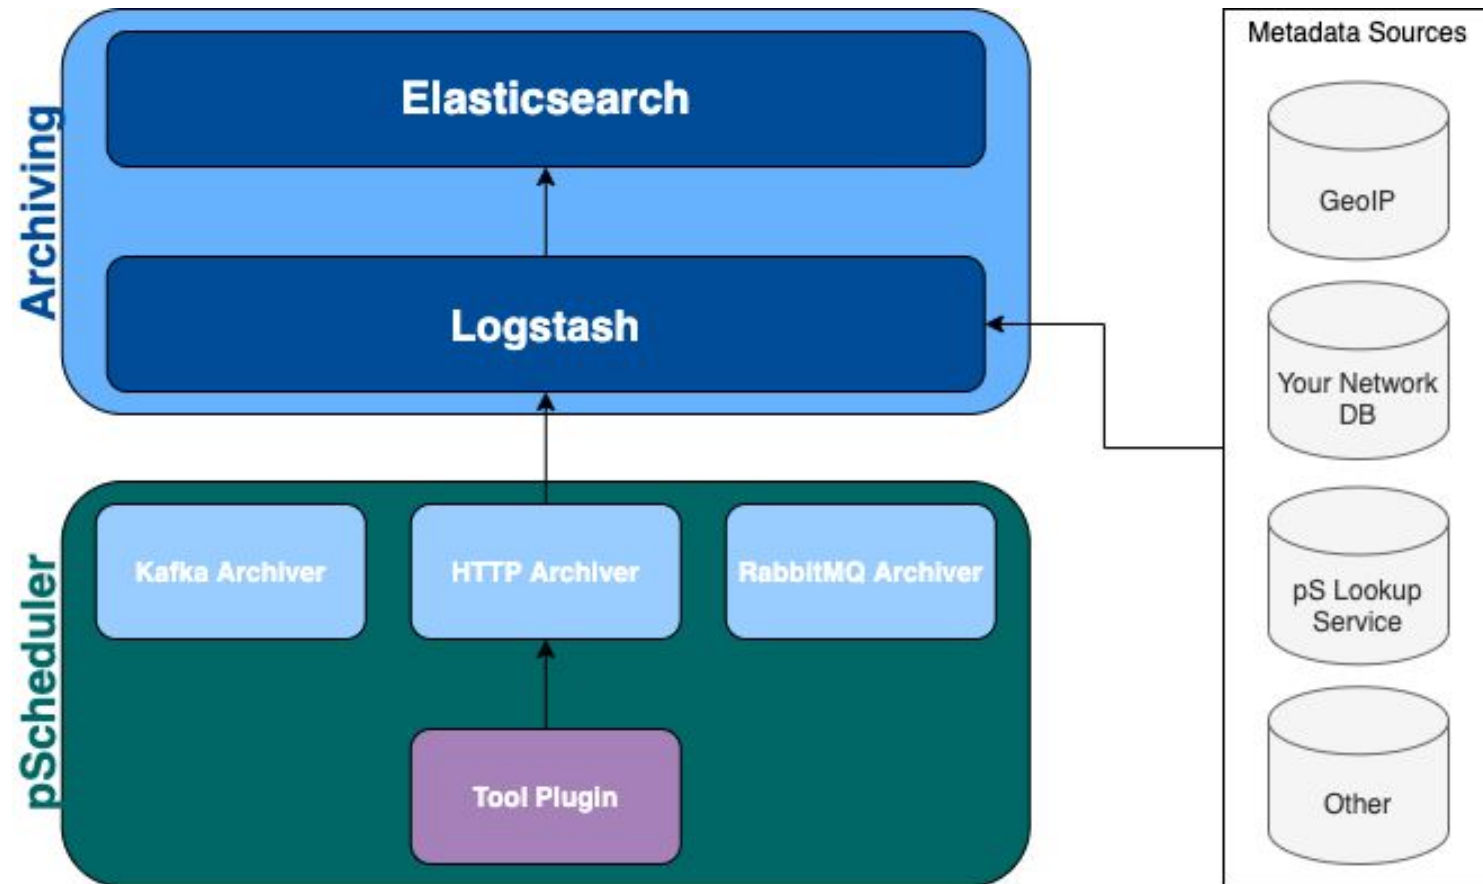 Archiving
Elasticsearch
Logstash
pScheduler
Kafka Archiver
HTTP Archiver
RabbitMQ Archiver
Tool Plugin
Metadata Sources
GeoIP
Your Network
DB
pS Lookup
Service
Other